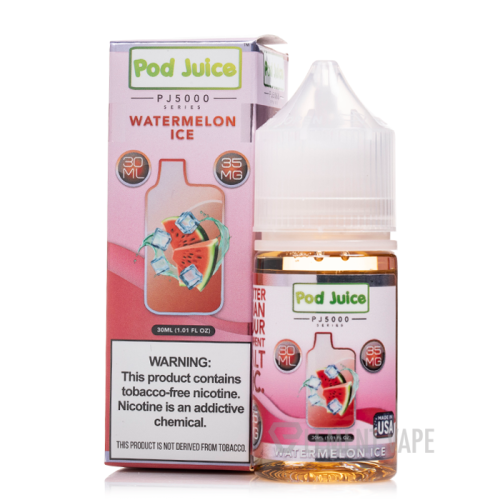 Pod Juice
PJ5000
SERIES
WATERMELON
ICE
30
ML
35
MG
30ML (1.01 FL OZ)
WARNING:
This product contains
tobacco-free nicotine.
Nicotine is an addictive
chemical.
THIS PRODUCT IS NOT DERIVED FROM TOBACCO.
Pod Juice
PJ5000
SERIES
30
ML
35
MG
30ML (1.01 FL OZ)
MADE IN
USA
WATERMELON ICE